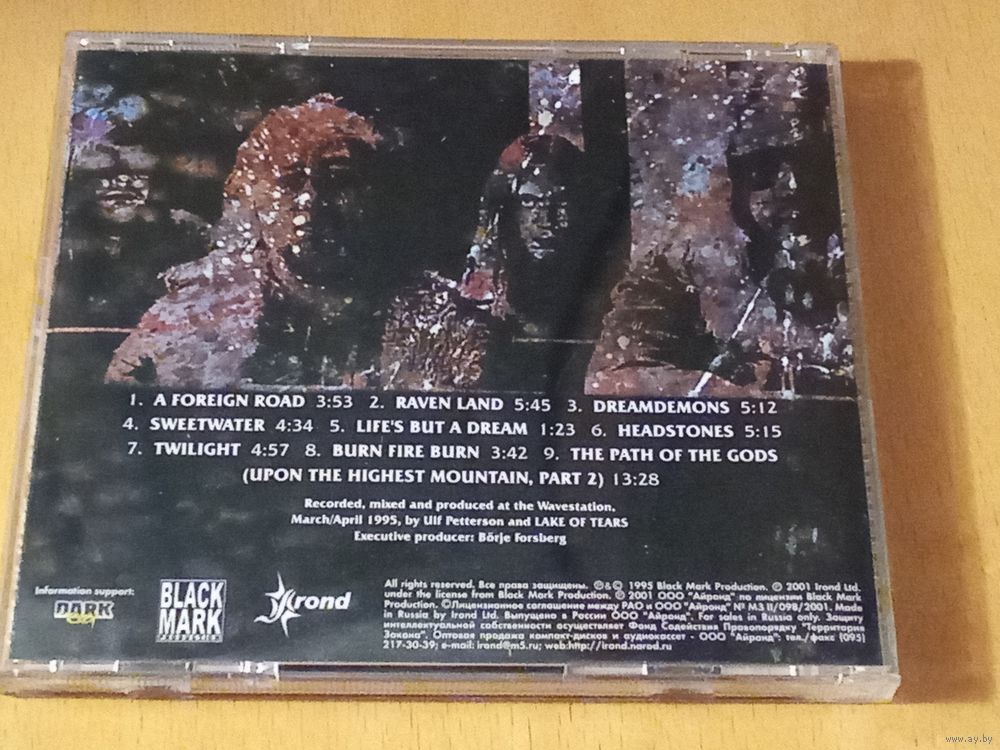 1. A FOREIGN ROAD 3:53 2. RAVEN LAND 5:45 3. DREAMDEMONS 5:12
4. SWEETWATER 4:34 5. LIFE'S BUT A DREAM 1:23 6. HEADSTONES 5:15
7. TWILIGHT 4:57 8. BURN FIRE BURN 3:42 9. THE PATH OF THE GODS
(UPON THE HIGHEST MOUNTAIN, PART 2) 13:28
Recorded, mixed and produced at the Wavestation.
March/April 1995, by Ulf Petterson and LAKE OF TEARS
Executive producer: Börje Forsberg
Information support:
DARK
CITY
BLACK
MARK
PRODUCTION
Irond
All rights reserved. Все права защищены. ℗&© 1995 Black Mark Production. ℗ 2001 Irond Ltd.
under the license from Black Mark Production. ℗ 2001 ООО "Айронд" по лицензии Black Mark
Production. ©Лицензионное соглашение между РАО и ООО "Айронд" № МЗ II/098/2001. Made
in Russia by Irond Ltd. Выпущено в России ООО "Айронд". For sales in Russia only. Защиту
интеллектуальной собственности осуществляет Фонд Содействия Правопорядку "Территория
Закона". Оптовая продажа компакт-дисков и аудиокассет - ООО "Айронд": тел./факс (095)
217-30-39; e-mail: irond@m5.ru; web:http://irond.narod.ru
www.ay.by